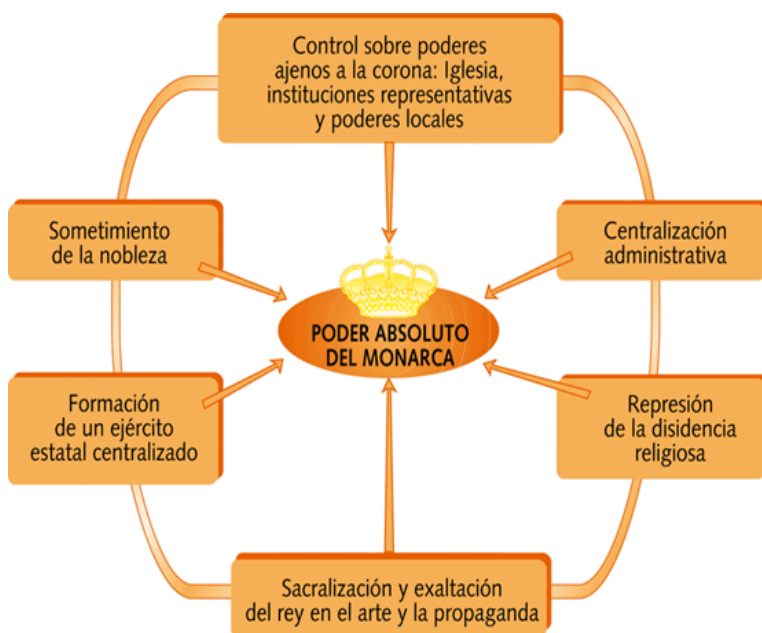 Control sobre poderes
ajenos a la corona: Iglesia,
instituciones representativas
y poderes locales
Sometimiento
de la nobleza
Centralización
administrativa
PODER ABSOLUTO
DEL MONARCA
Formación
de un ejército
estatal centralizado
Represión
de la disidencia
religiosa
Sacralización y exaltación
del rey en el arte y la propaganda